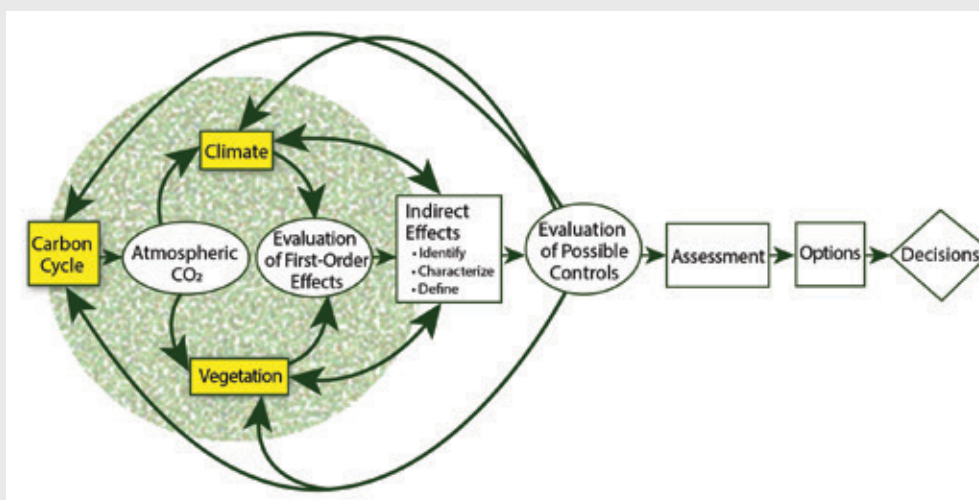 Climate
Carbon
Cycle
Atmospheric
CO₂
Evaluation
of First-Order
Effects
Indirect
Effects
• Identify
• Characterize
• Define
Evaluation
of Possible
Controls
Assessment
Options
Decisions
Vegetation